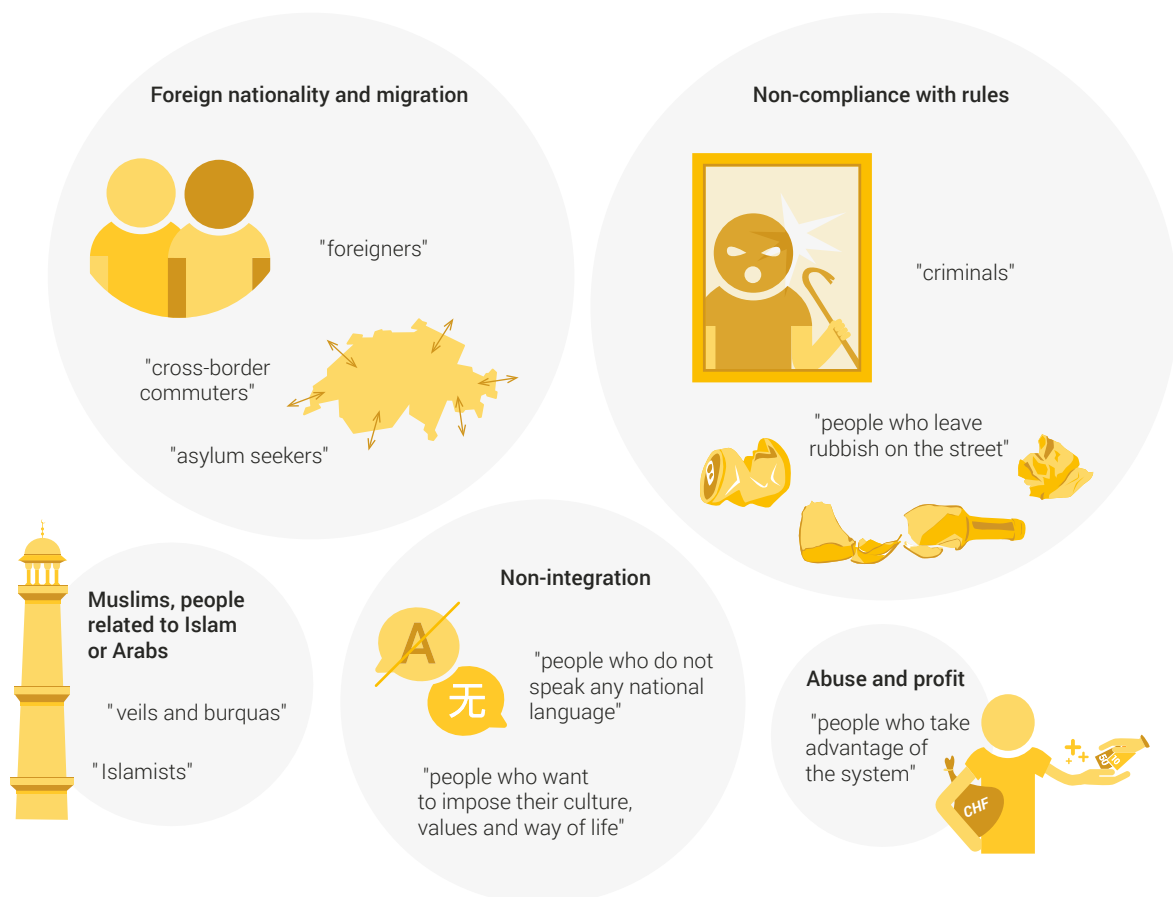 Foreign nationality and migration
"foreigners"
"cross-border
commuters"
"asylum seekers"
Non-compliance with rules
"criminals"
"people who leave
rubbish on the street"
Muslims, people
related to Islam
or Arabs
"veils and burquas"
"Islamists"
Non-integration
A
无
"people who do not
speak any national
language"
"people who want
to impose their culture,
values and way of life"
Abuse and profit
"people who take
advantage of
the system"
CHF